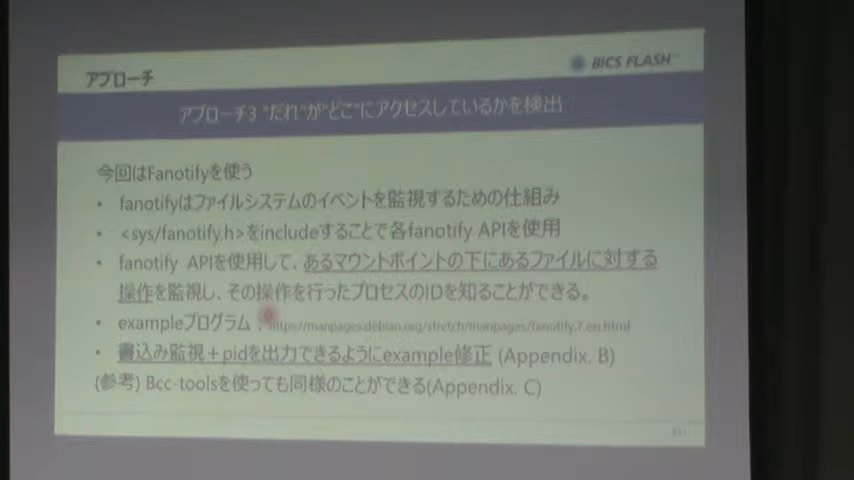 アプローチ
BiCS FLASH™
アプローチ3 "だれ"が"どこ"にアクセスしているかを検出
今回はFanotifyを使う
• fanotifyはファイルシステムのイベントを監視するための仕組み
• <sys/fanotify.h>をincludeすることで各fanotify APIを使用
• fanotify APIを使用して、あるマウントポイントの下にあるファイルに対する
操作を監視し、その操作を行ったプロセスのIDを知ることができる。
• exampleプログラム : https://manpages.debian.org/stretch/manpages/fanotify.7.en.html
• 書込み監視+pidを出力できるようにexample修正 (Appendix. B)
(参考) Bcc-toolsを使っても同様のことができる(Appendix. C)